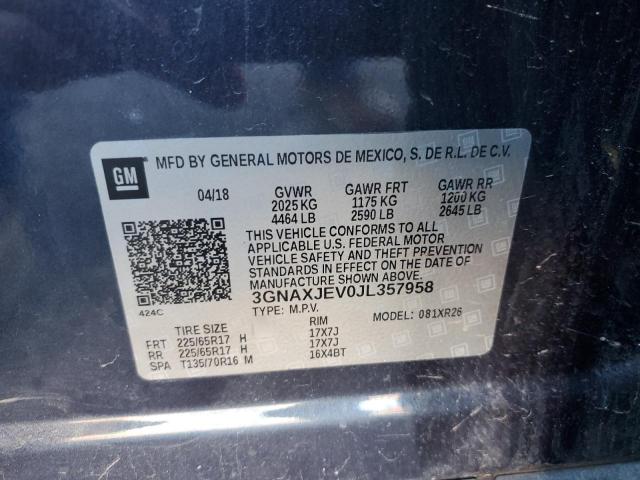 GM
MFD BY GENERAL MOTORS DE MEXICO, S. DE R.L. DE C.V.
04/18 GVWR GAWR FRT GAWR RR
2025 KG 1175 KG 1200 KG
4464 LB 2590 LB 2645 LB
THIS VEHICLE CONFORMS TO ALL
APPLICABLE U.S. FEDERAL MOTOR
VEHICLE SAFETY AND THEFT PREVENTION
STANDARDS IN EFFECT ON THE DATE OF
MANUFACTURE SHOWN ABOVE.
3GNAXJEV0JL357958
424C
TYPE: M.P.V. MODEL: 081XR26
TIRE SIZE RIM
FRT 225/65R17 H 17X7J
RR 225/65R17 H 17X7J
SPA T135/70R16 M 16X4BT